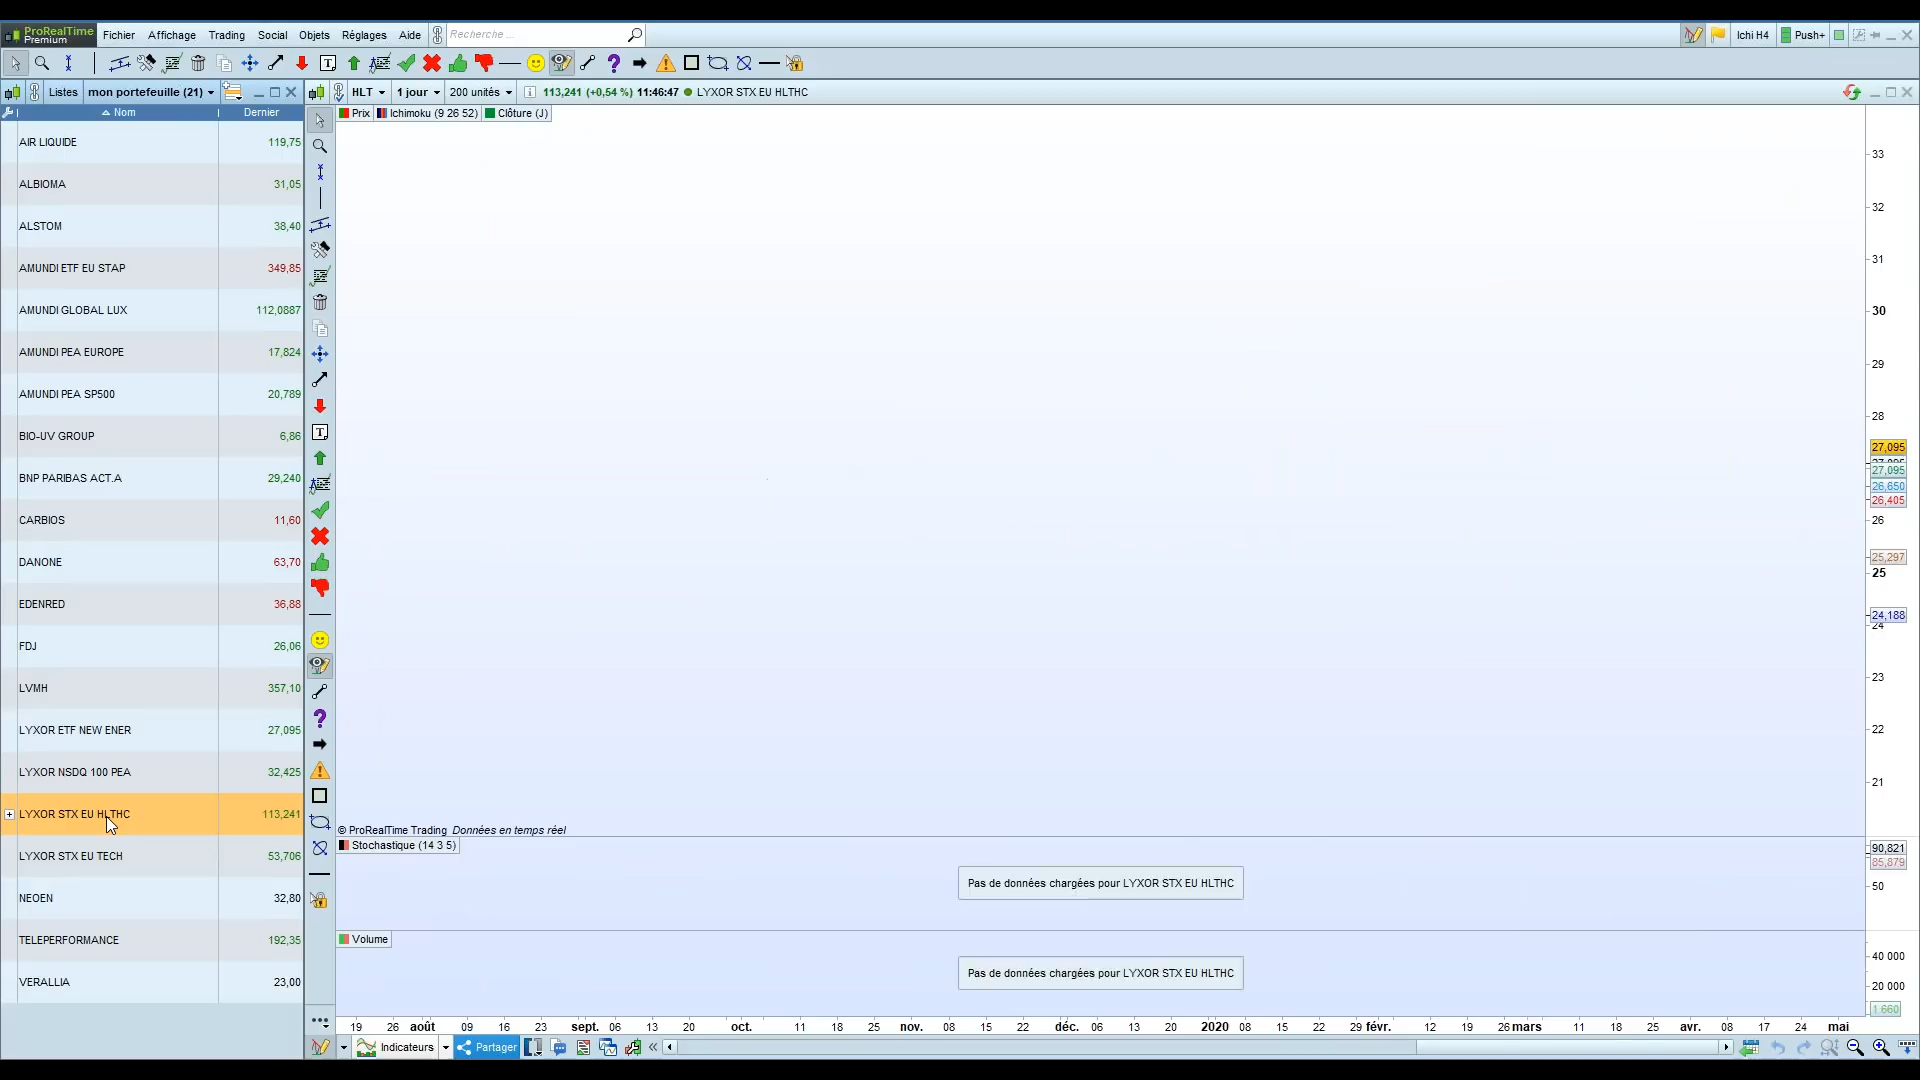 ProRealTime
Premium
Fichier Affichage Trading Social Objets Réglages Aide Recherche ... Ichi H4 Push+
Listes mon portefeuille (21) HLT 1 jour 200 unités 113,241 (+0,54 %) 11:46:47 LYXOR STX EU HLTHC
Nom Dernier
Prix Ichimoku (9 26 52) Clôture (J)
AIR LIQUIDE 119,75
ALBIOMA 31,05
ALSTOM 38,40
AMUNDI ETF EU STAP 349,85
AMUNDI GLOBAL LUX 112,0887
AMUNDI PEA EUROPE 17,824
AMUNDI PEA SP500 20,789
BIO-UV GROUP 6,86
BNP PARIBAS ACT.A 29,240
CARBIOS 11,60
DANONE 63,70
EDENRED 36,88
FDJ 26,06
LVMH 357,10
LYXOR ETF NEW ENER 27,095
LYXOR NSDQ 100 PEA 32,425
LYXOR STX EU HLTHC 113,241
LYXOR STX EU TECH 53,706
NEOEN 32,80
TELEPERFORMANCE 192,35
VERALLIA 23,00
33
32
31
30
29
28
27,095
27,095
26,650
26,405
26
25,297
25
24,188
24
23
22
21
© ProRealTime Trading Données en temps réel
Stochastique (14 3 5)
90,821
85,879
Pas de données chargées pour LYXOR STX EU HLTHC
50
Volume
40 000
Pas de données chargées pour LYXOR STX EU HLTHC
20 000
1 660
19 26 août 09 16 23 sept. 06 13 20 oct. 11 18 25 nov. 08 15 22 déc. 06 13 20 2020 08 15 22 29 févr. 12 19 26 mars 11 18 25 avr. 08 17 24 mai
Indicateurs Partager